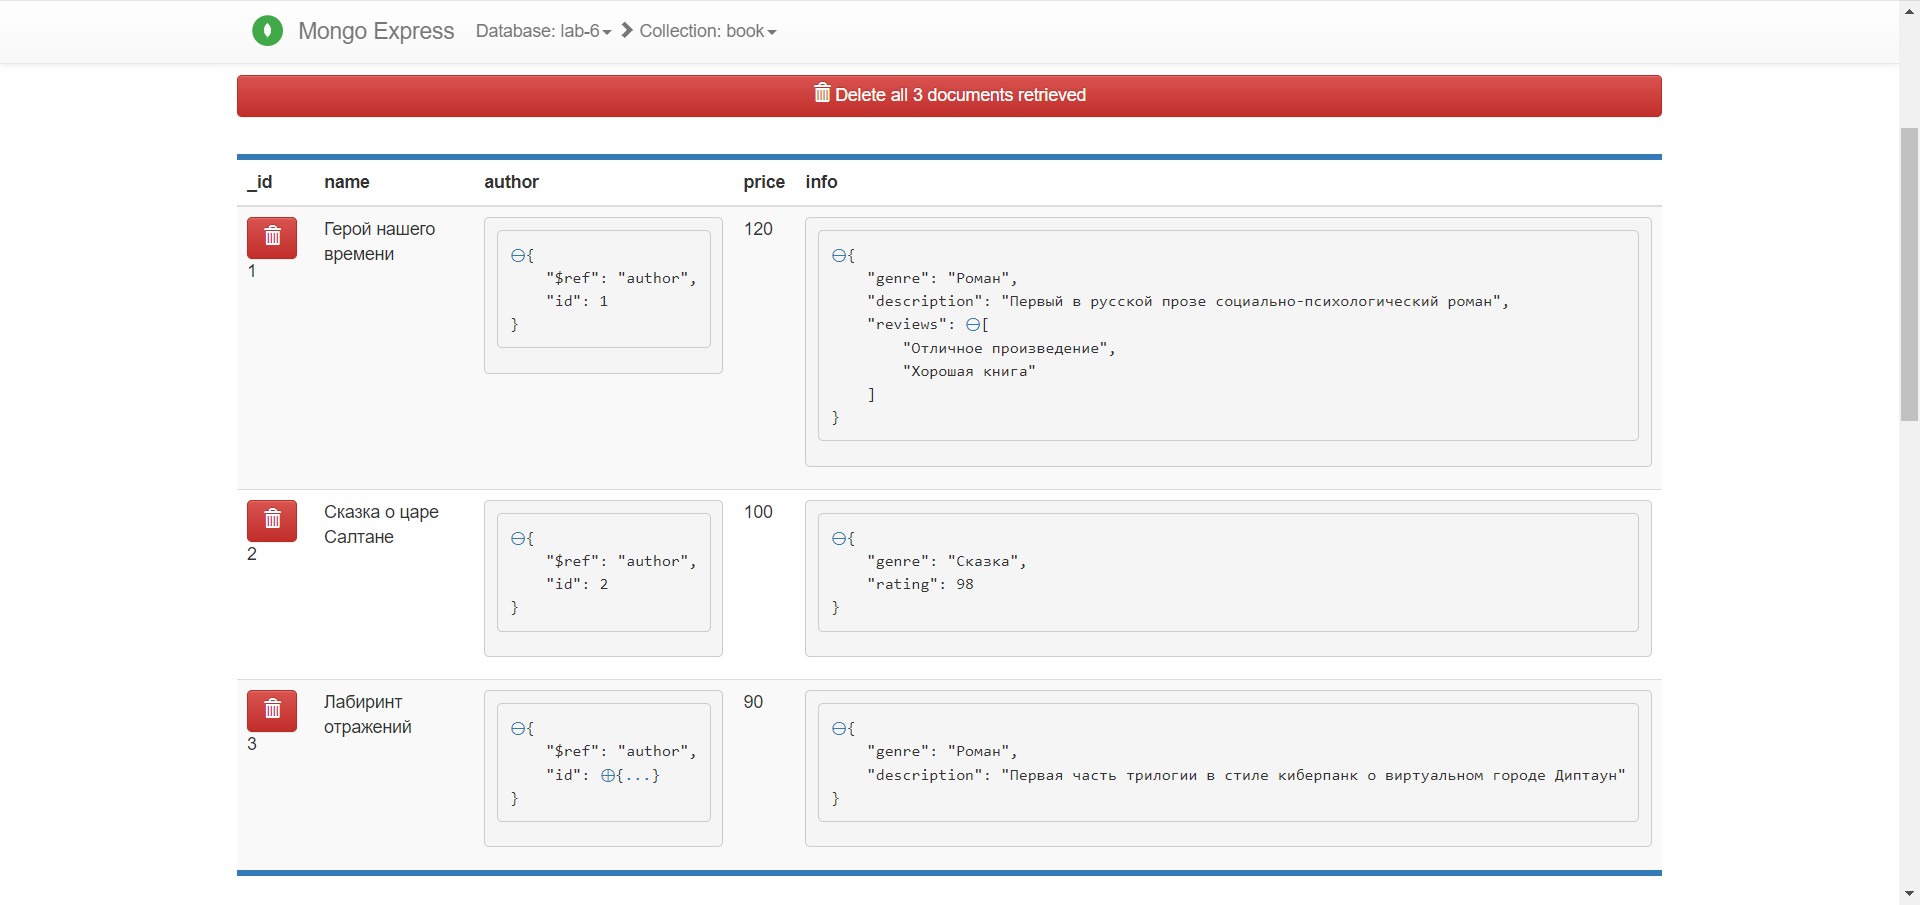 Mongo Express Database: lab-6 Collection: book
Delete all 3 documents retrieved
_id name author price info
1
Герой нашего
времени
{
"$ref": "author",
"id": 1
}
120
{
"genre": "Роман",
"description": "Первый в русской прозе социально-психологический роман",
"reviews": [
"Отличное произведение",
"Хорошая книга"
]
}
2
Сказка о царе
Салтане
{
"$ref": "author",
"id": 2
}
100
{
"genre": "Сказка",
"rating": 98
}
3
Лабиринт
отражений
{
"$ref": "author",
"id": {...}
}
90
{
"genre": "Роман",
"description": "Первая часть трилогии в стиле киберпанк о виртуальном городе Диптаун"
}